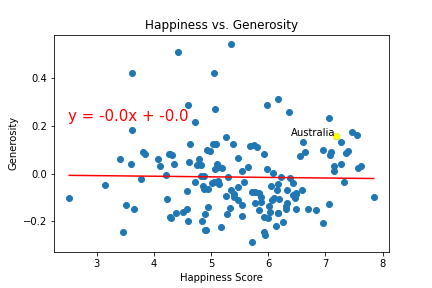 Happiness vs. Generosity
y = -0.0x + -0.0
Australia
Generosity
0.4
0.2
0.0
−0.2
3 4 5 6 7 8
Happiness Score